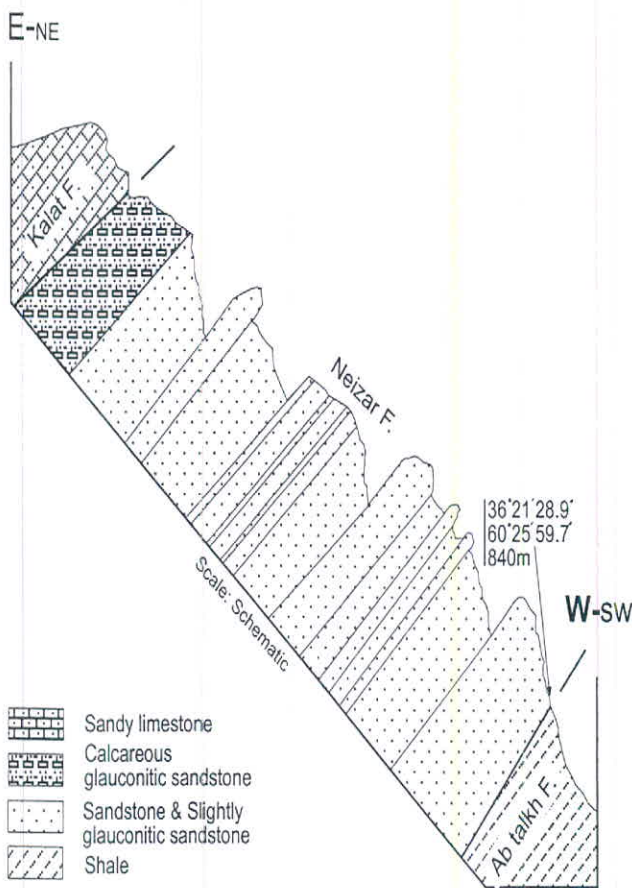 E-NE
Kalat F.
Neizar F.
36°21'28.9"
60°25'59.7"
840m
W-SW
Scale: Schematic
Ab talkh F.
Sandy limestone
Calcareous
glauconitic sandstone
Sandstone & Slightly
glauconitic sandstone
Shale